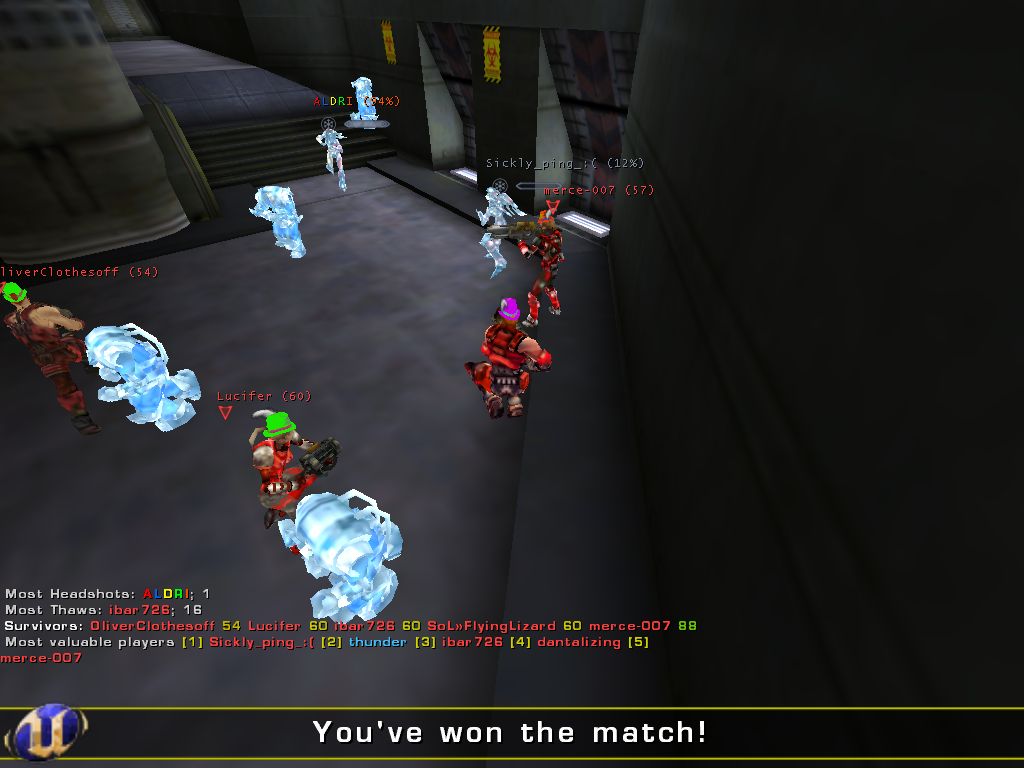 ALDRI (34%)
Sickly_ping_:( (12%)
merce-007 (57)
liverClothesoff (54)
Lucifer (60)
Most Headshots: ALDRI; 1
Most Thaws: ibar726; 16
Survivors: OliverClothesoff 54 Lucifer 60 ibar726 60 SoL»FlyingLizard 60 merce-007 88
Most valuable players [1] Sickly_ping_:( [2] thunder [3] ibar726 [4] dantalizing [5]
merce-007
You've won the match!